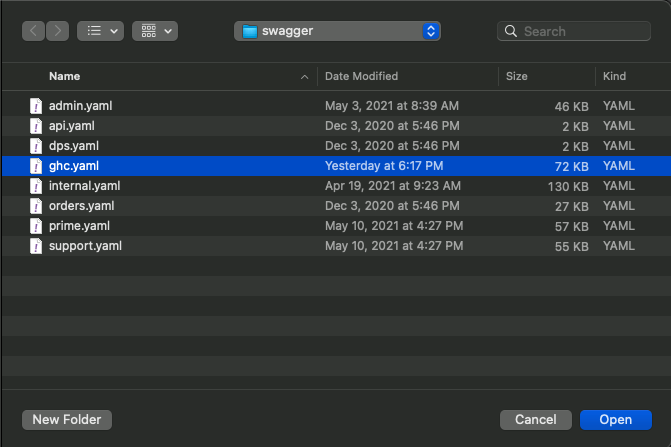 swagger
Search
Name Date Modified Size Kind
admin.yaml May 3, 2021 at 8:39 AM 46 KB YAML
api.yaml Dec 3, 2020 at 5:46 PM 2 KB YAML
dps.yaml Dec 3, 2020 at 5:46 PM 2 KB YAML
ghc.yaml Yesterday at 6:17 PM 72 KB YAML
internal.yaml Apr 19, 2021 at 9:23 AM 130 KB YAML
orders.yaml Dec 3, 2020 at 5:46 PM 27 KB YAML
prime.yaml May 10, 2021 at 4:27 PM 57 KB YAML
support.yaml May 10, 2021 at 4:27 PM 55 KB YAML
New Folder Cancel Open